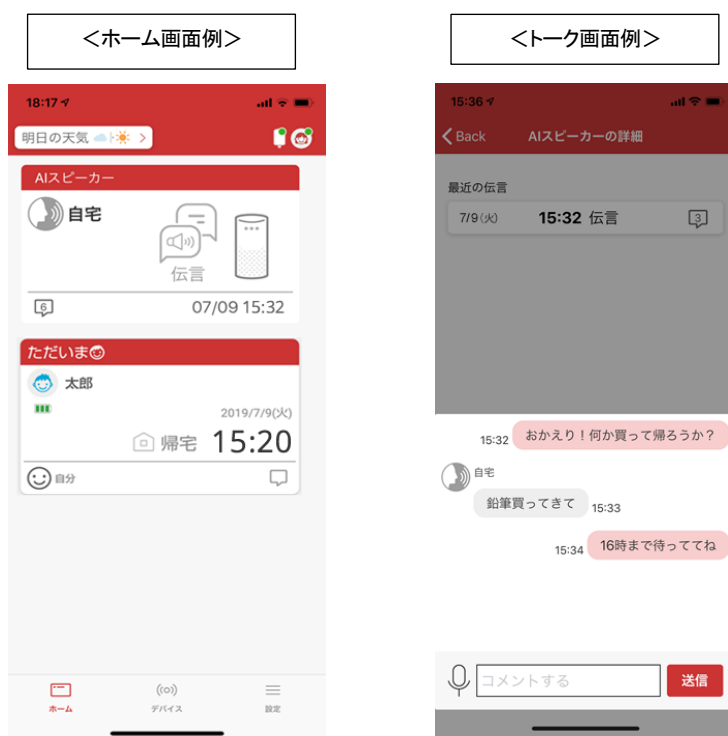 ＜ホーム画面例＞
18:17
明日の天気
AIスピーカー
自宅
伝言
6
07/09 15:32
ただいま
太郎
2019/7/9(火)
帰宅 15:20
自分
ホーム
デバイス
設定
＜トーク画面例＞
15:36
Back AIスピーカーの詳細
最近の伝言
7/9(火) 15:32 伝言 3
15:32 おかえり！何か買って帰ろうか？
自宅
鉛筆買ってきて 15:33
15:34 16時まで待っててね
コメントする 送信